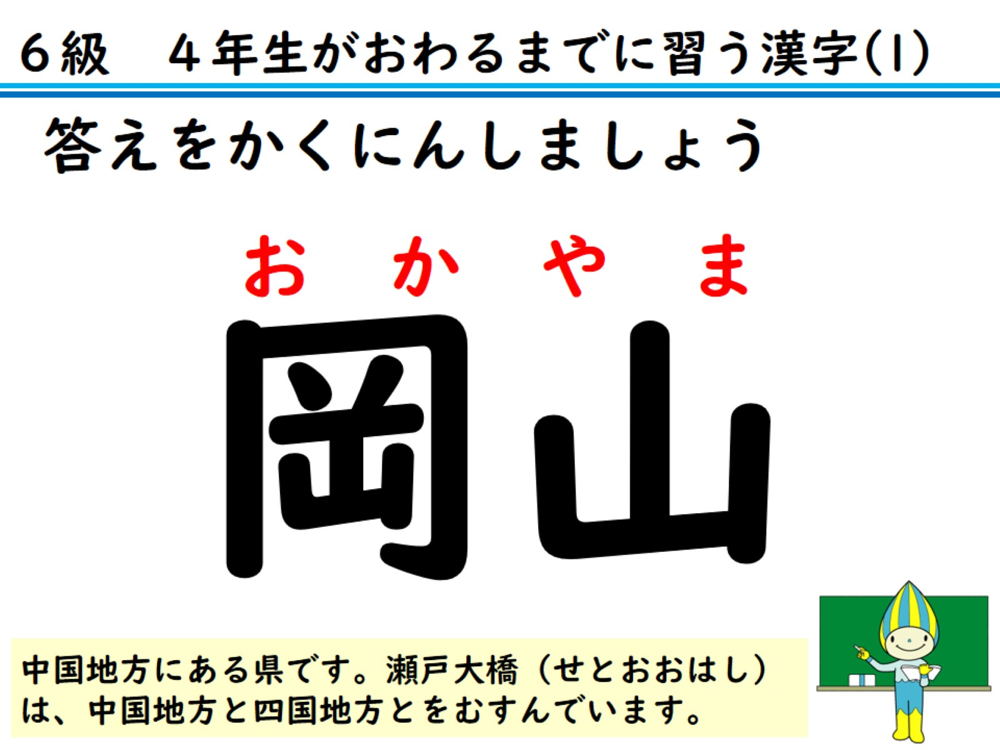 ６級　４年生がおわるまでに習う漢字(1)
答えをかくにんしましょう
おかやま
岡山
中国地方にある県です。瀬戸大橋（せとおおはし）
は、中国地方と四国地方とをむすんでいます。